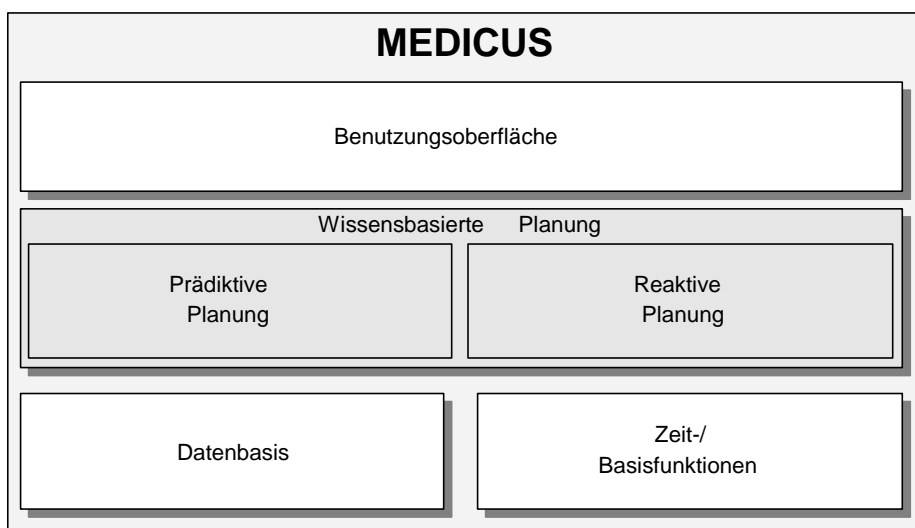 MEDICUS
Benutzungsoberfläche
Wissensbasierte Planung
Prädiktive
Planung
Reaktive
Planung
Datenbasis
Zeit-/
Basisfunktionen